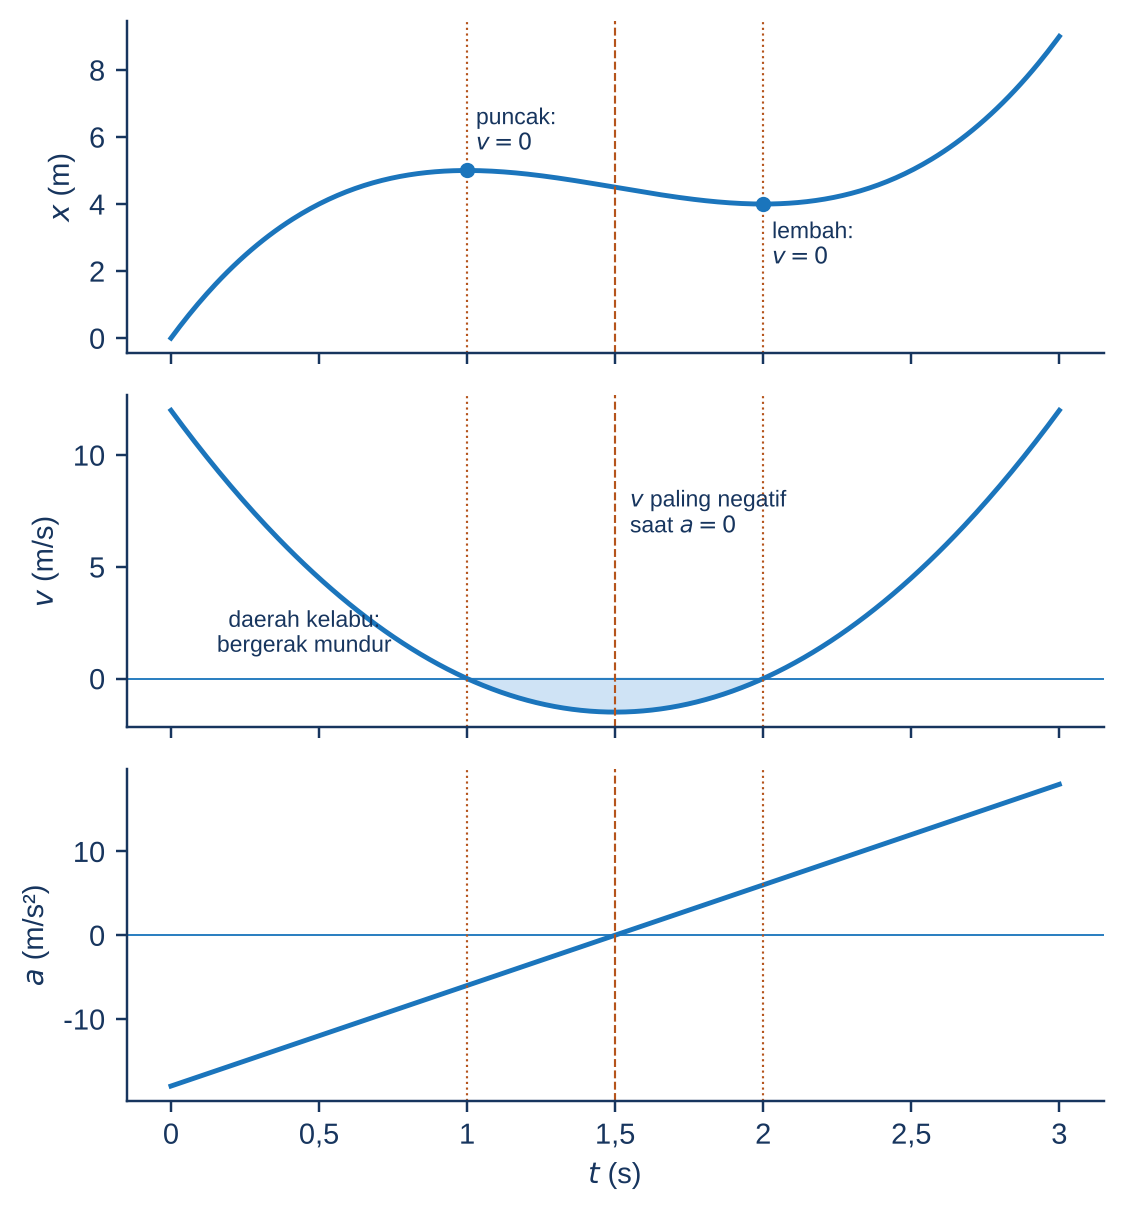 8
6
4
2
0
x (m)
puncak:
v = 0
lembah:
v = 0
10
5
0
v (m/s)
v paling negatif
saat a = 0
daerah kelabu:
bergerak mundur
10
0
-10
a (m/s²)
0
0,5
1
1,5
2
2,5
3
t (s)